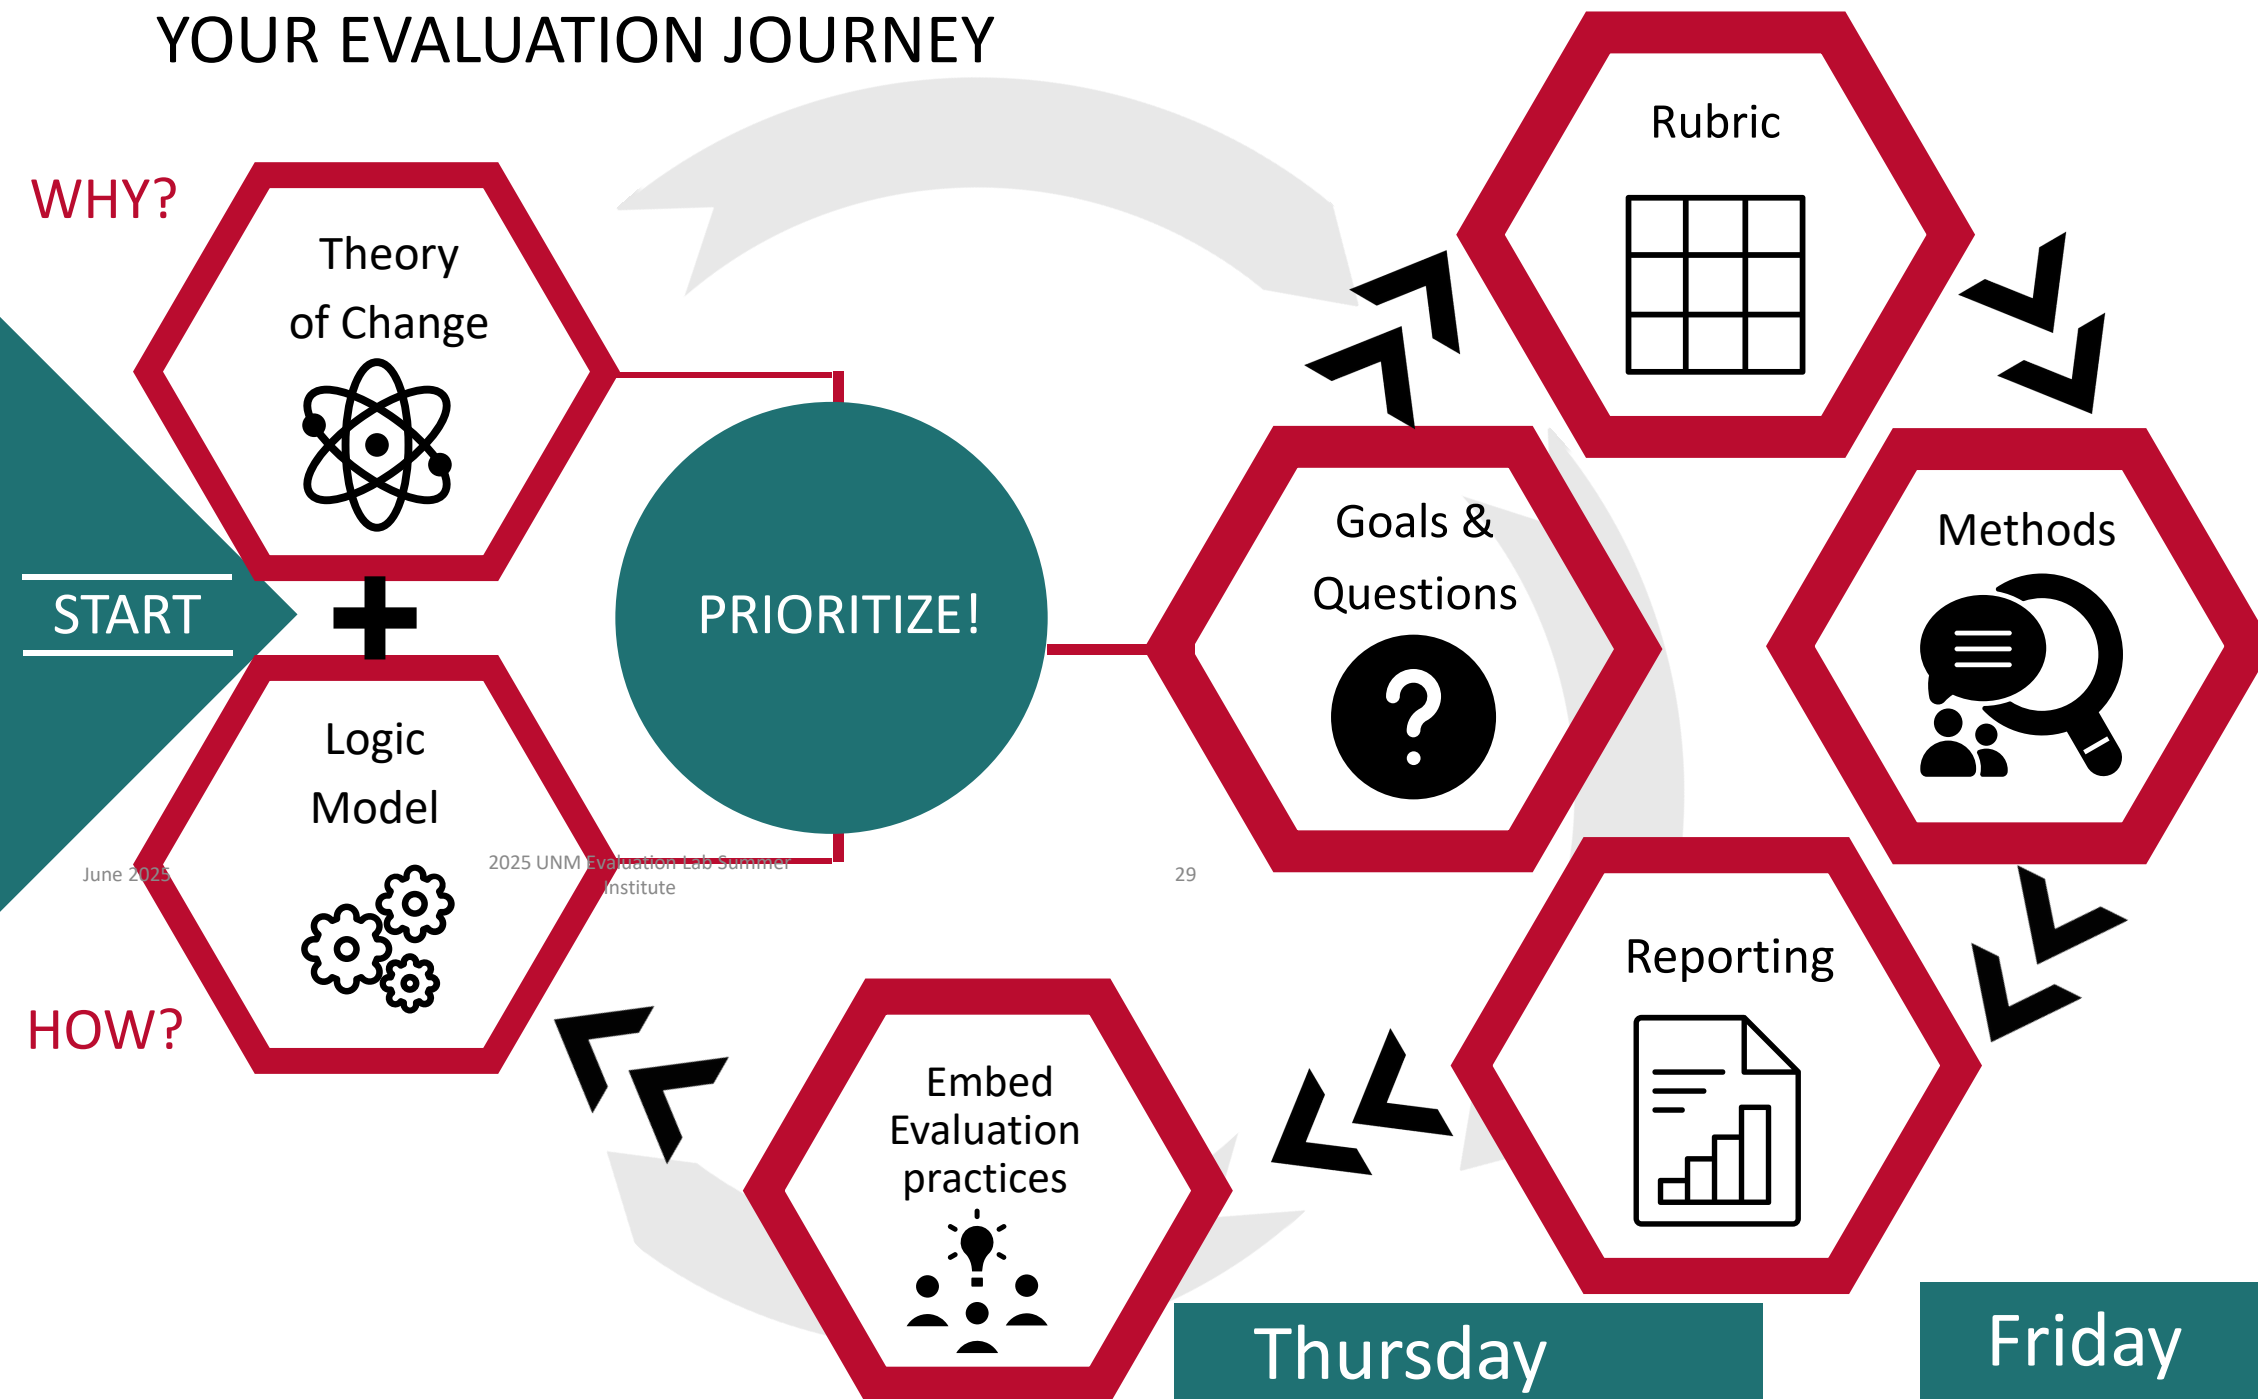 YOUR EVALUATION JOURNEY
WHY?
Theory
of Change
START
Logic
Model
HOW?
PRIORITIZE!
Goals &
Questions
Rubric
Methods
Reporting
Embed
Evaluation
practices
June 2025
2025 UNM Evaluation Lab Summer
Institute
29
Thursday
Friday